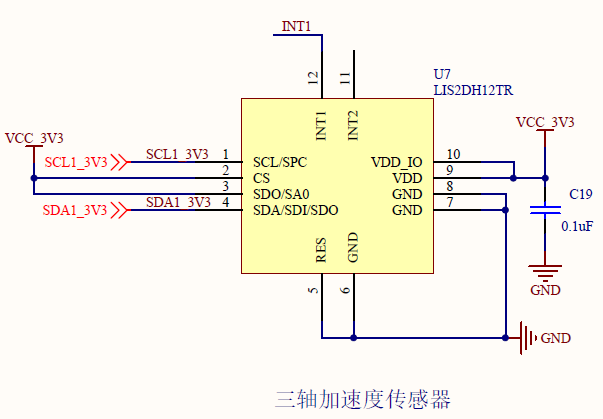 INT1
12
11
U7
LIS2DH12TR
INT1
INT2
VCC_3V3
VCC_3V3
SCL1_3V3
SCL1_3V3
1
SCL/SPC
VDD_IO
10
2
CS
VDD
9
3
SDO/SA0
GND
8
SDA1_3V3
SDA1_3V3
4
SDA/SDI/SDO
GND
7
C19
0.1uF
RES
GND
5
6
GND
GND
三轴加速度传感器